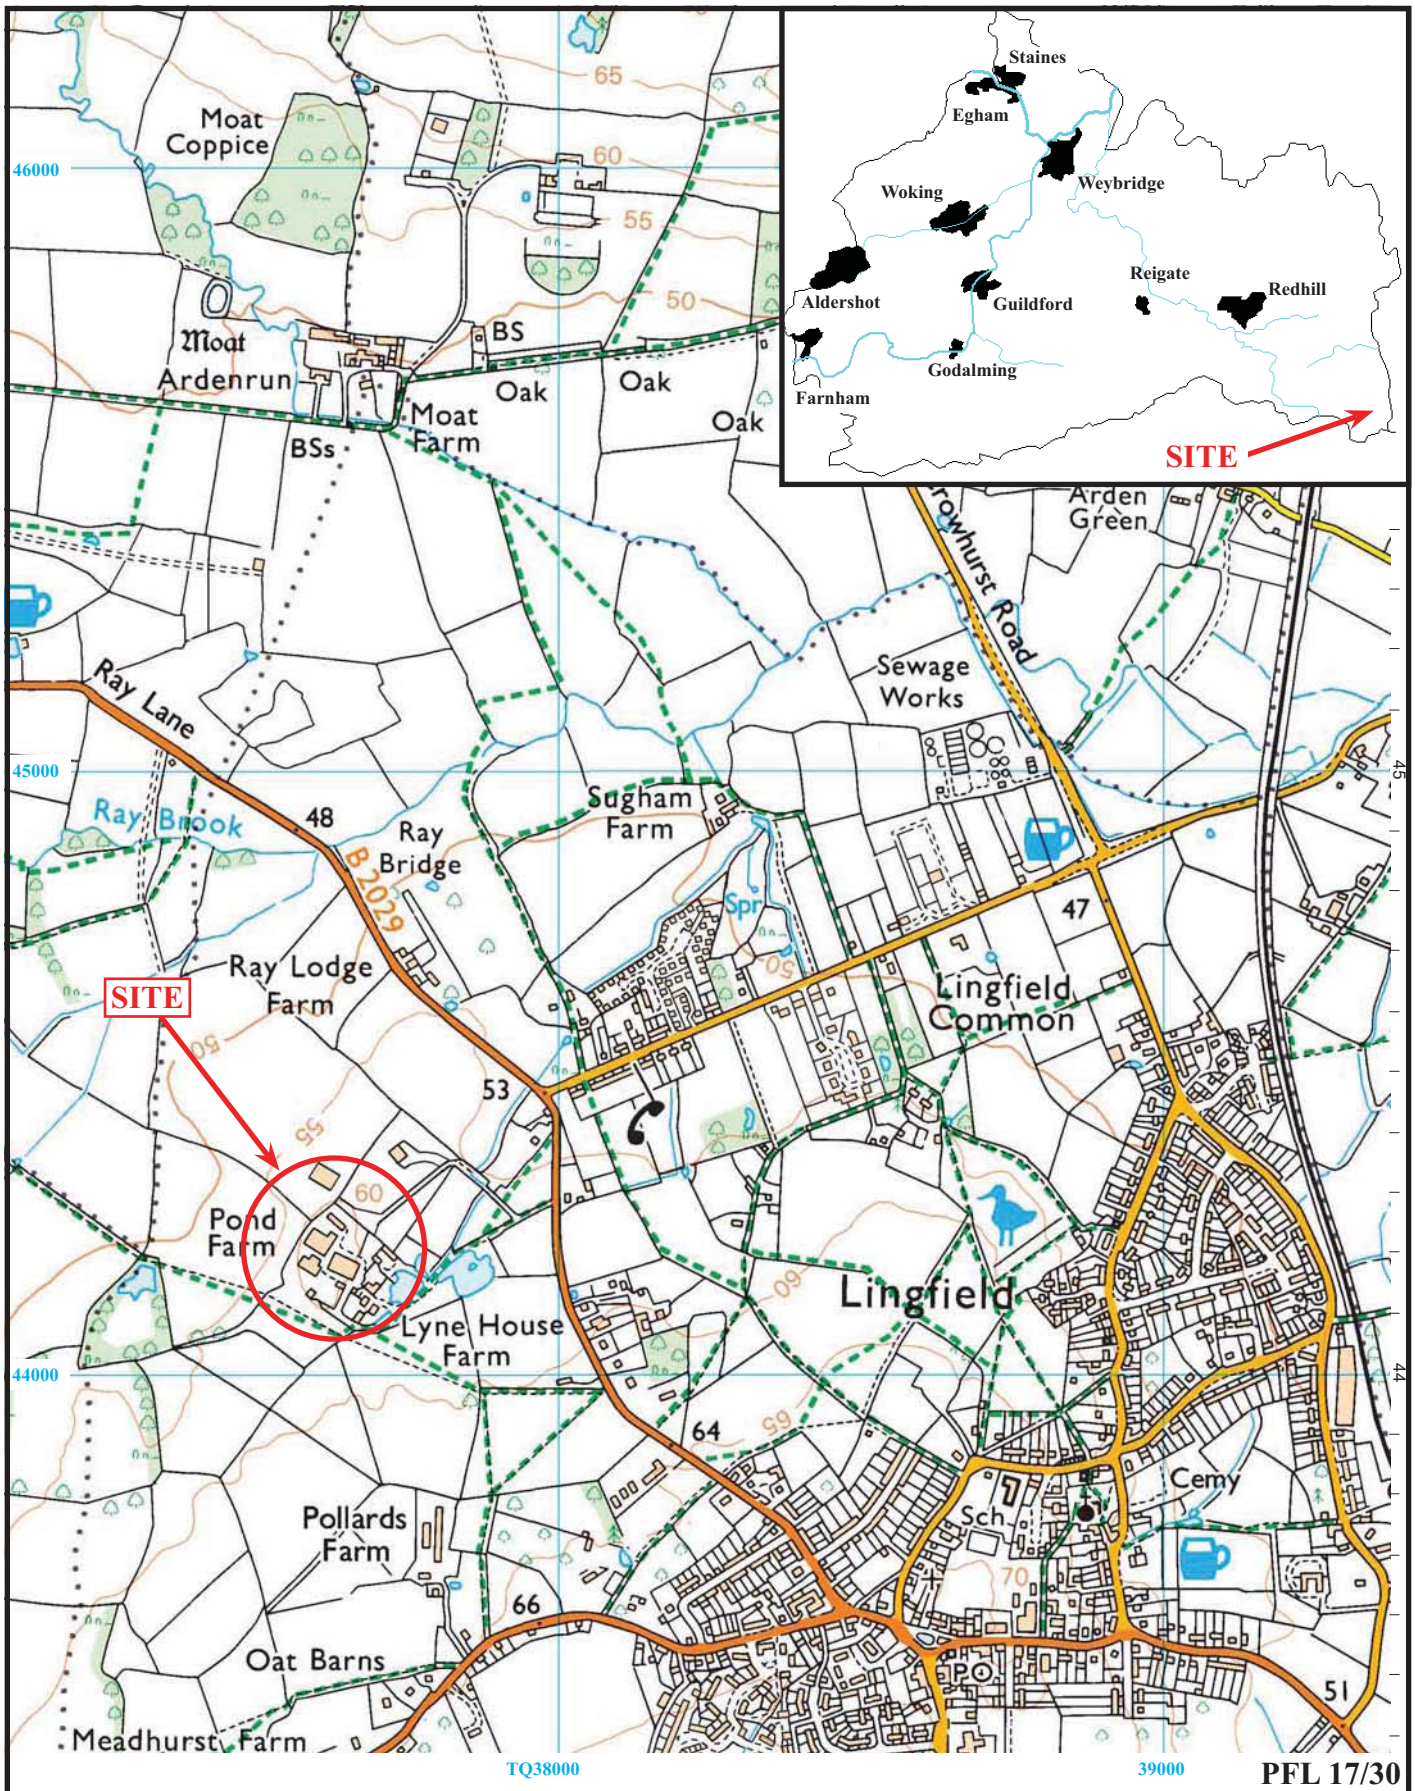 65
Moat
Coppice
46000
60
55
50
Moat
Ardenrun
BS
Oak
Oak
Oak
Moat
Farm
BSs
Staines
Egham
Weybridge
Woking
Aldershot
Guildford
Reigate
Redhill
Godalming
Farnham
SITE
Arden
Green
Crowhurst Road
Ray Lane
Sewage
Works
45000
45
Ray Brook
48
Ray
Bridge
B 2029
Sugham
Farm
Spr
50
47
Ray Lodge
Farm
SITE
50
Lingfield
Common
53
55
60
Pond
Farm
Lyne House
Farm
60
Lingfield
44000
44
65
64
Pollards
Farm
Sch
Cemy
70
66
Oat Barns
PO
51
Meadhurst Farm
TQ38000
39000
PFL 17/30